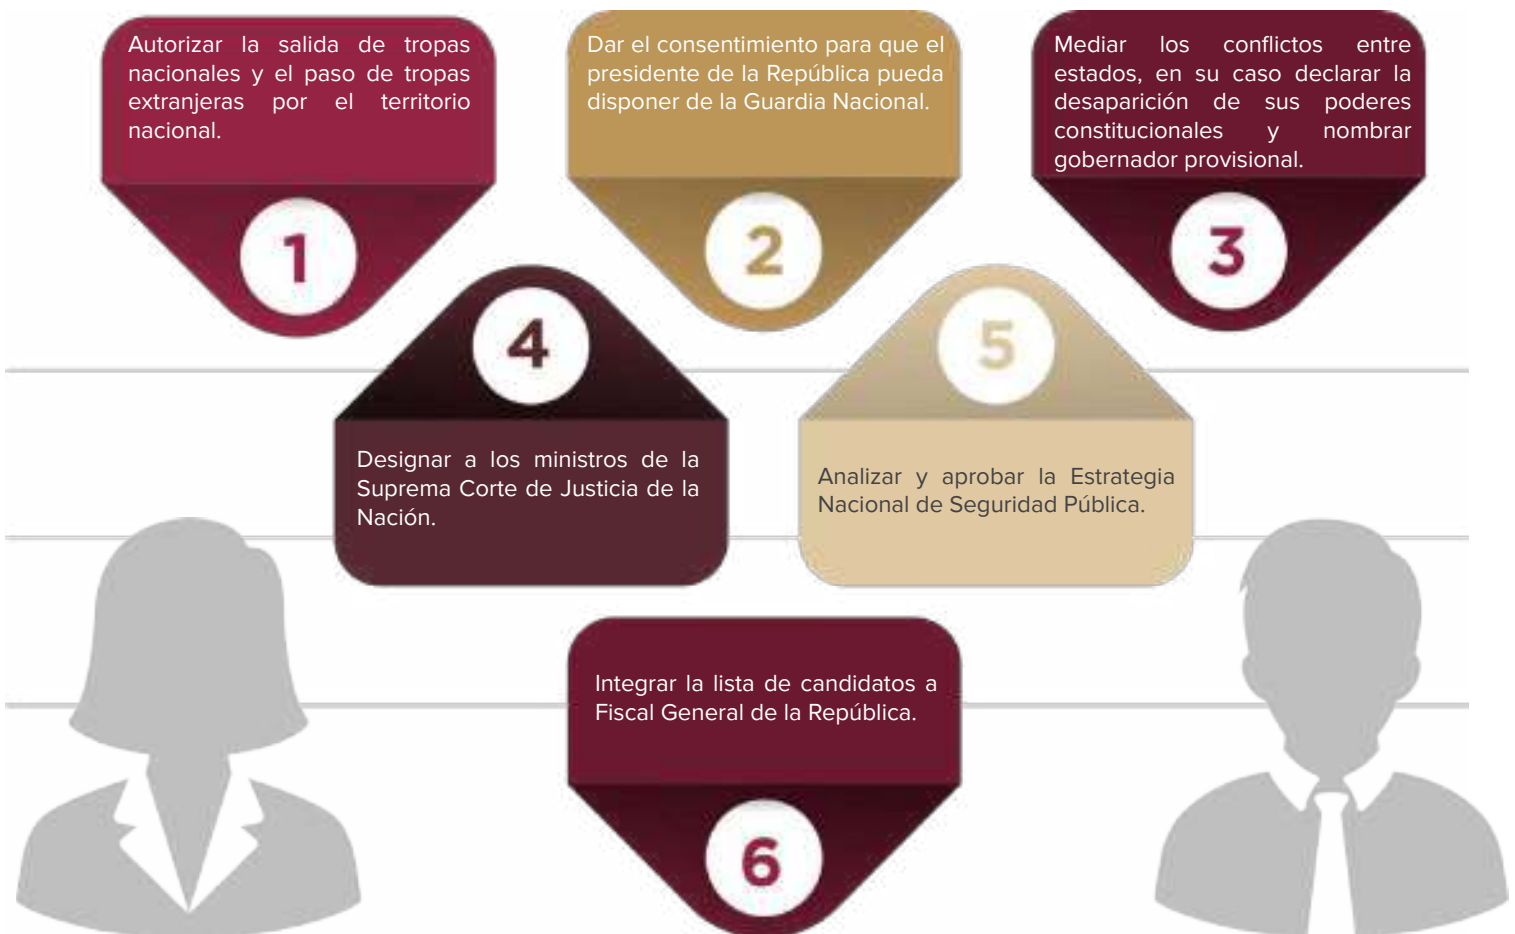 Autorizar la salida de tropas
nacionales y el paso de tropas
extranjeras por el territorio
nacional.
1
Dar el consentimiento para que el
presidente de la República pueda
disponer de la Guardia Nacional.
2
Mediar los conflictos entre
estados, en su caso declarar la
desaparición de sus poderes
constitucionales y nombrar
gobernador provisional.
3
4
Designar a los ministros de la
Suprema Corte de Justicia de la
Nación.
5
Analizar y aprobar la Estrategia
Nacional de Seguridad Pública.
Integrar la lista de candidatos a
Fiscal General de la República.
6